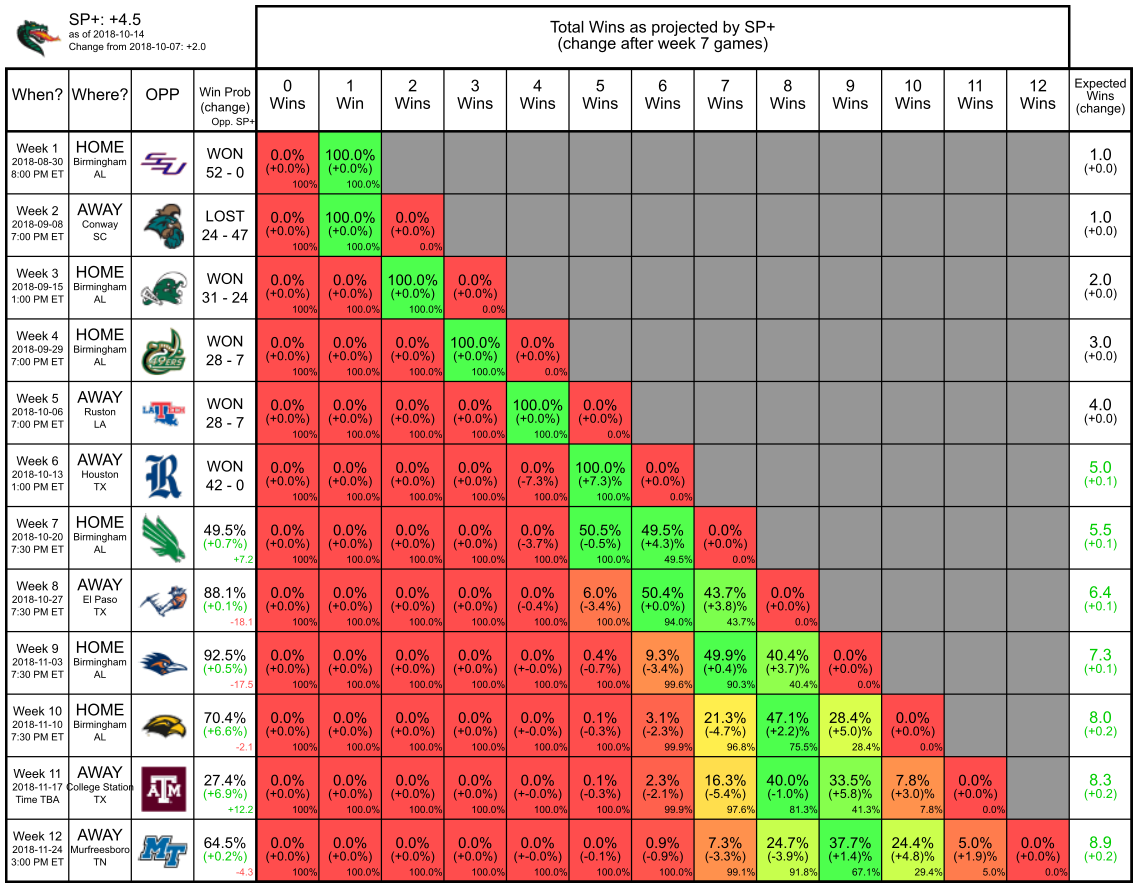 SP+: +4.5
as of 2018-10-14
Change from 2018-10-07: +2.0
Total Wins as projected by SP+
(change after week 7 games)
When? Where? OPP Win Prob (change) Opp. SP+ 0 Wins 1 Win 2 Wins 3 Wins 4 Wins 5 Wins 6 Wins 7 Wins 8 Wins 9 Wins 10 Wins 11 Wins 12 Wins Expected Wins (change)
Week 1 HOME WON 0.0% 100.0% 1.0
2018-08-30 Birmingham SSU 52 - 0 (+0.0%) (+0.0%) (+0.0)
8:00 PM ET AL 100% 100.0%
Week 2 AWAY LOST 0.0% 100.0% 0.0% 1.0
2018-09-08 Conway 24 - 47 (+0.0%) (+0.0%) (+0.0%) (+0.0)
7:00 PM ET SC 100% 100.0% 0.0%
Week 3 HOME WON 0.0% 0.0% 100.0% 0.0% 2.0
2018-09-15 Birmingham 31 - 24 (+0.0%) (+0.0%) (+0.0%) (+0.0%) (+0.0)
1:00 PM ET AL 100% 100.0% 100.0% 0.0%
Week 4 HOME WON 0.0% 0.0% 0.0% 100.0% 0.0% 3.0
2018-09-29 Birmingham 49ERS 28 - 7 (+0.0%) (+0.0%) (+0.0%) (+0.0%) (+0.0%) (+0.0)
7:00 PM ET AL 100% 100.0% 100.0% 100.0% 0.0%
Week 5 AWAY WON 0.0% 0.0% 0.0% 0.0% 100.0% 0.0% 4.0
2018-10-06 Ruston LA TECH 28 - 7 (+0.0%) (+0.0%) (+0.0%) (+0.0%) (+0.0%) (+0.0%) (+0.0)
7:00 PM ET LA 100% 100.0% 100.0% 100.0% 100.0% 0.0%
Week 6 AWAY WON 0.0% 0.0% 0.0% 0.0% 0.0% 100.0% 0.0% 5.0
2018-10-13 Houston R 42 - 0 (+0.0%) (+0.0%) (+0.0%) (+0.0%) (-7.3%) (+7.3)% (+0.0%) (+0.1)
1:00 PM ET TX 100% 100.0% 100.0% 100.0% 100.0% 100.0% 0.0%
Week 7 HOME 49.5% 0.0% 0.0% 0.0% 0.0% 0.0% 50.5% 49.5% 0.0% 5.5
2018-10-20 Birmingham (+0.7%) (+0.0%) (+0.0%) (+0.0%) (+0.0%) (-3.7%) (-0.5%) (+4.3)% (+0.0%) (+0.1)
7:30 PM ET AL +7.2 100% 100.0% 100.0% 100.0% 100.0% 100.0% 49.5% 0.0%
Week 8 AWAY 88.1% 0.0% 0.0% 0.0% 0.0% 0.0% 6.0% 50.4% 43.7% 0.0% 6.4
2018-10-27 El Paso (+0.1%) (+0.0%) (+0.0%) (+0.0%) (+0.0%) (-0.4%) (-3.4%) (+0.0%) (+3.8)% (+0.0%) (+0.1)
7:30 PM ET TX -18.1 100% 100.0% 100.0% 100.0% 100.0% 100.0% 94.0% 43.7% 0.0%
Week 9 HOME 92.5% 0.0% 0.0% 0.0% 0.0% 0.0% 0.4% 9.3% 49.9% 40.4% 0.0% 7.3
2018-11-03 Birmingham (+0.5%) (+0.0%) (+0.0%) (+0.0%) (+0.0%) (+-0.0%) (-0.7%) (-3.4%) (+0.4)% (+3.7)% (+0.0%) (+0.1)
7:30 PM ET AL -17.5 100% 100.0% 100.0% 100.0% 100.0% 100.0% 99.6% 90.3% 40.4% 0.0%
Week 10 HOME 70.4% 0.0% 0.0% 0.0% 0.0% 0.0% 0.1% 3.1% 21.3% 47.1% 28.4% 0.0% 8.0
2018-11-10 Birmingham (+6.6%) (+0.0%) (+0.0%) (+0.0%) (+0.0%) (+-0.0%) (-0.3%) (-2.3%) (-4.7%) (+2.2)% (+5.0)% (+0.0%) (+0.2)
7:30 PM ET AL -2.1 100% 100.0% 100.0% 100.0% 100.0% 100.0% 99.9% 96.8% 75.5% 28.4% 0.0%
Week 11 AWAY 27.4% 0.0% 0.0% 0.0% 0.0% 0.0% 0.1% 2.3% 16.3% 40.0% 33.5% 7.8% 0.0% 8.3
2018-11-17 College Station ATM (+6.9%) (+0.0%) (+0.0%) (+0.0%) (+0.0%) (+-0.0%) (-0.3%) (-2.1%) (-5.4%) (-1.0%) (+5.8)% (+3.0)% (+0.0%) (+0.2)
Time TBA TX +12.2 100% 100.0% 100.0% 100.0% 100.0% 100.0% 99.9% 97.6% 81.3% 41.3% 7.8% 0.0%
Week 12 AWAY 64.5% 0.0% 0.0% 0.0% 0.0% 0.0% 0.0% 0.9% 7.3% 24.7% 37.7% 24.4% 5.0% 0.0% 8.9
2018-11-24 Murfreesboro MT (+0.2%) (+0.0%) (+0.0%) (+0.0%) (+0.0%) (+-0.0%) (-0.1%) (-0.9%) (-3.3%) (-3.9%) (+1.4)% (+4.8)% (+1.9)% (+0.0%) (+0.2)
3:00 PM ET TN -4.3 100% 100.0% 100.0% 100.0% 100.0% 100.0% 100.0% 99.1% 91.8% 67.1% 29.4% 5.0% 0.0%